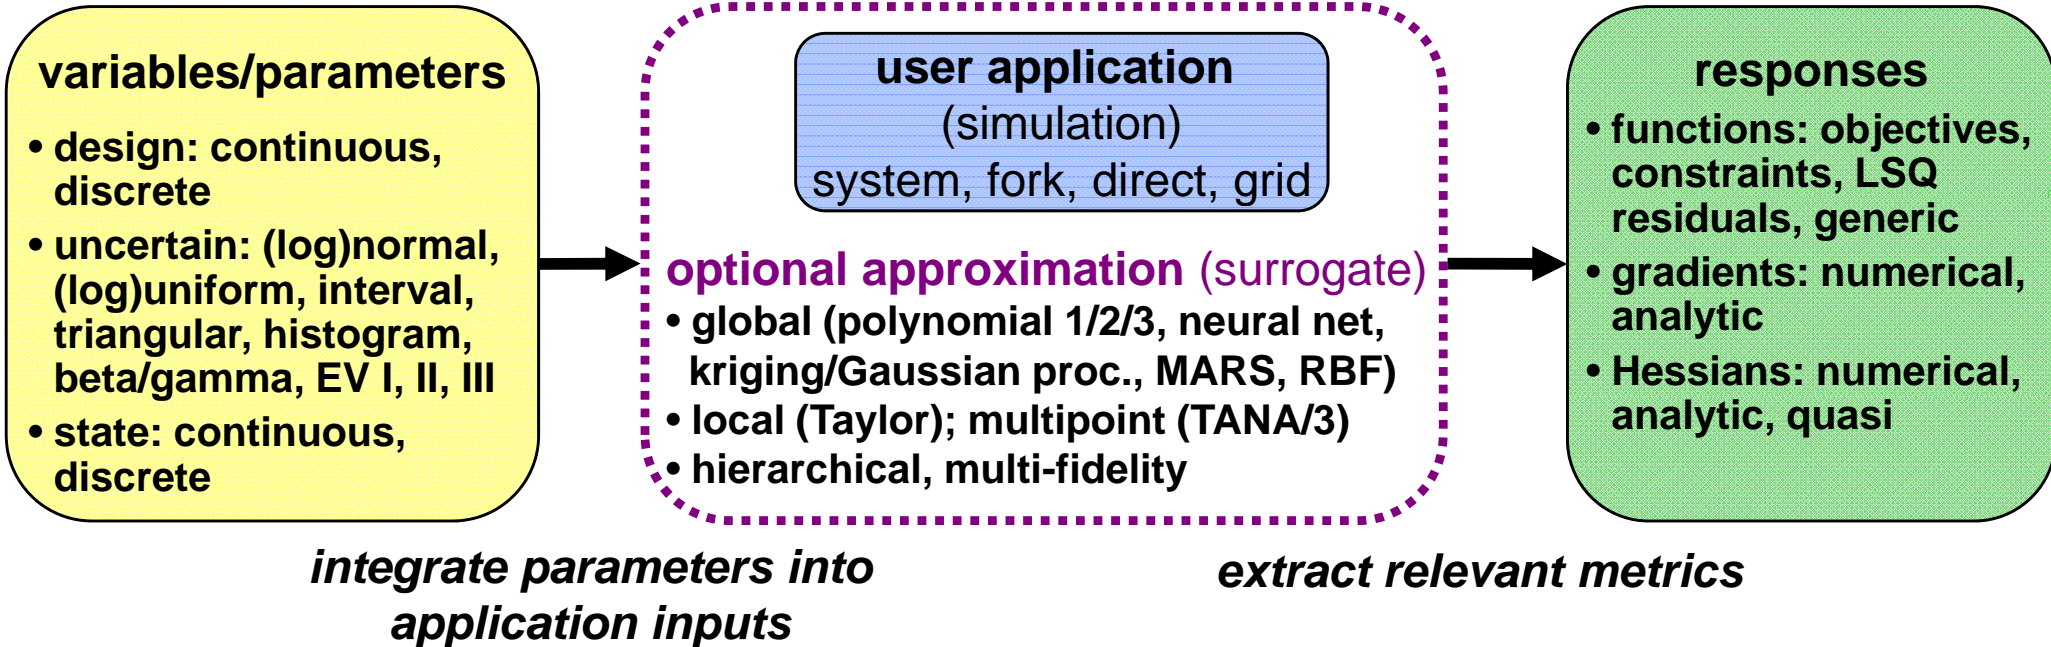 variables/parameters
• design: continuous,
discrete
• uncertain: (log)normal,
(log)uniform, interval,
triangular, histogram,
beta/gamma, EV I, II, III
• state: continuous,
discrete
user application
(simulation)
system, fork, direct, grid
optional approximation (surrogate)
• global (polynomial 1/2/3, neural net,
kriging/Gaussian proc., MARS, RBF)
• local (Taylor); multipoint (TANA/3)
• hierarchical, multi-fidelity
responses
• functions: objectives,
constraints, LSQ
residuals, generic
• gradients: numerical,
analytic
• Hessians: numerical,
analytic, quasi
integrate parameters into
application inputs
extract relevant metrics